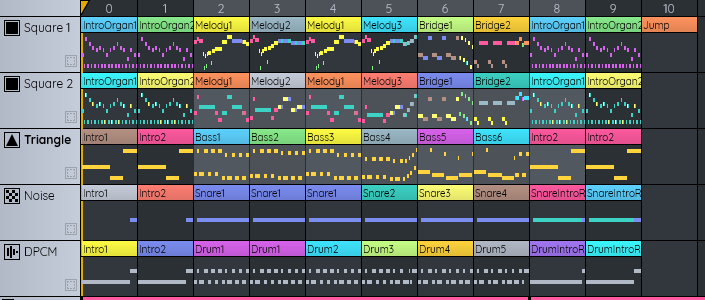 0 1 2 3 4 5 6 7 8 9 10
Square 1 IntroOrgan1 IntroOrgan2 Melody1 Melody2 Melody1 Melody3 Bridge1 Bridge2 IntroOrgan1 IntroOrgan2 Jump
Square 2 IntroOrgan1 IntroOrgan2 Melody1 Melody2 Melody1 Melody3 Bridge1 Bridge2 IntroOrgan1 IntroOrgan2
Triangle Intro1 Intro2 Bass1 Bass2 Bass3 Bass4 Bass5 Bass6 Intro2 Intro2
Noise Intro1 Intro2 Snare1 Snare1 Snare1 Snare2 Snare3 Snare4 SnareIntroR SnareIntroR
DPCM Intro1 Intro2 Drum1 Drum1 Drum2 Drum3 Drum4 Drum5 DrumIntroR DrumIntroR